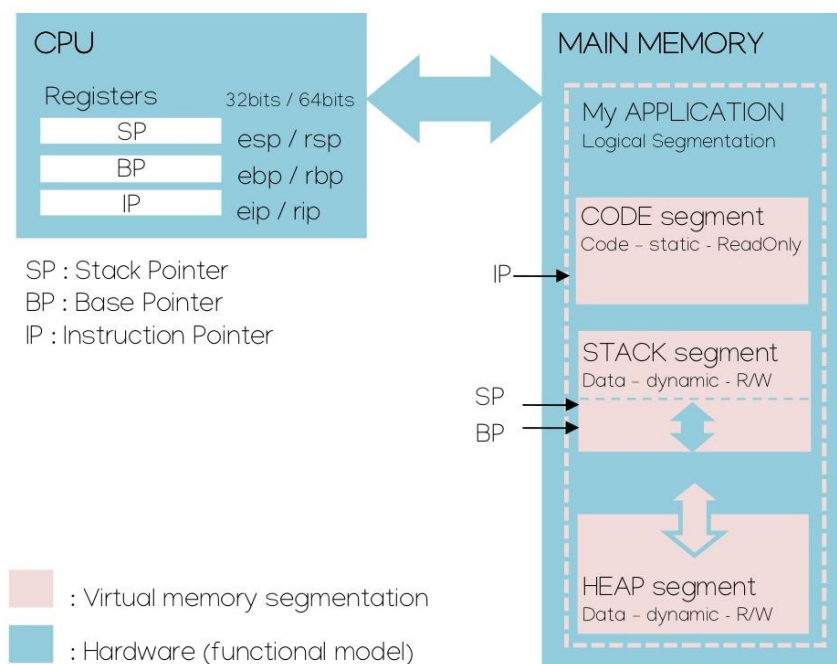 CPU
Registers 32bits / 64bits
SP esp / rsp
BP ebp / rbp
IP eip / rip
SP : Stack Pointer
BP : Base Pointer
IP : Instruction Pointer
MAIN MEMORY
My APPLICATION
Logical Segmentation
CODE segment
Code - static - ReadOnly
IP
STACK segment
Data - dynamic - R/W
SP
BP
HEAP segment
Data - dynamic - R/W
: Virtual memory segmentation
: Hardware (functional model)